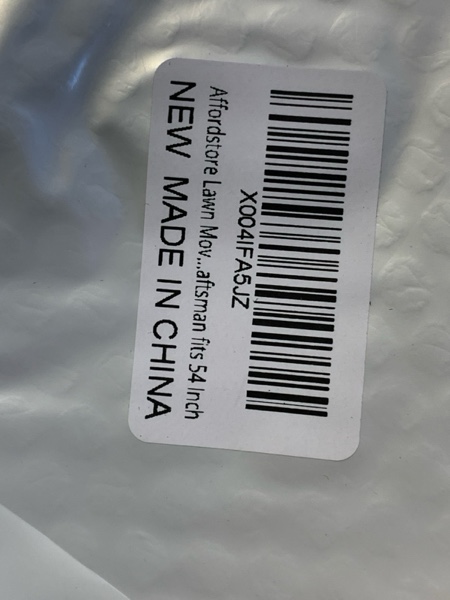 X004IFA5JZ
Affordstore Lawn Mov...aftsman fits 54 Inch
NEW MADE IN CHINA